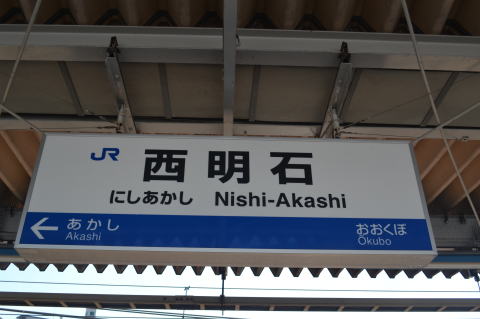 JR 西明石
にしあかし Nishi-Akashi
← あかし おおくぼ
Akashi Okubo